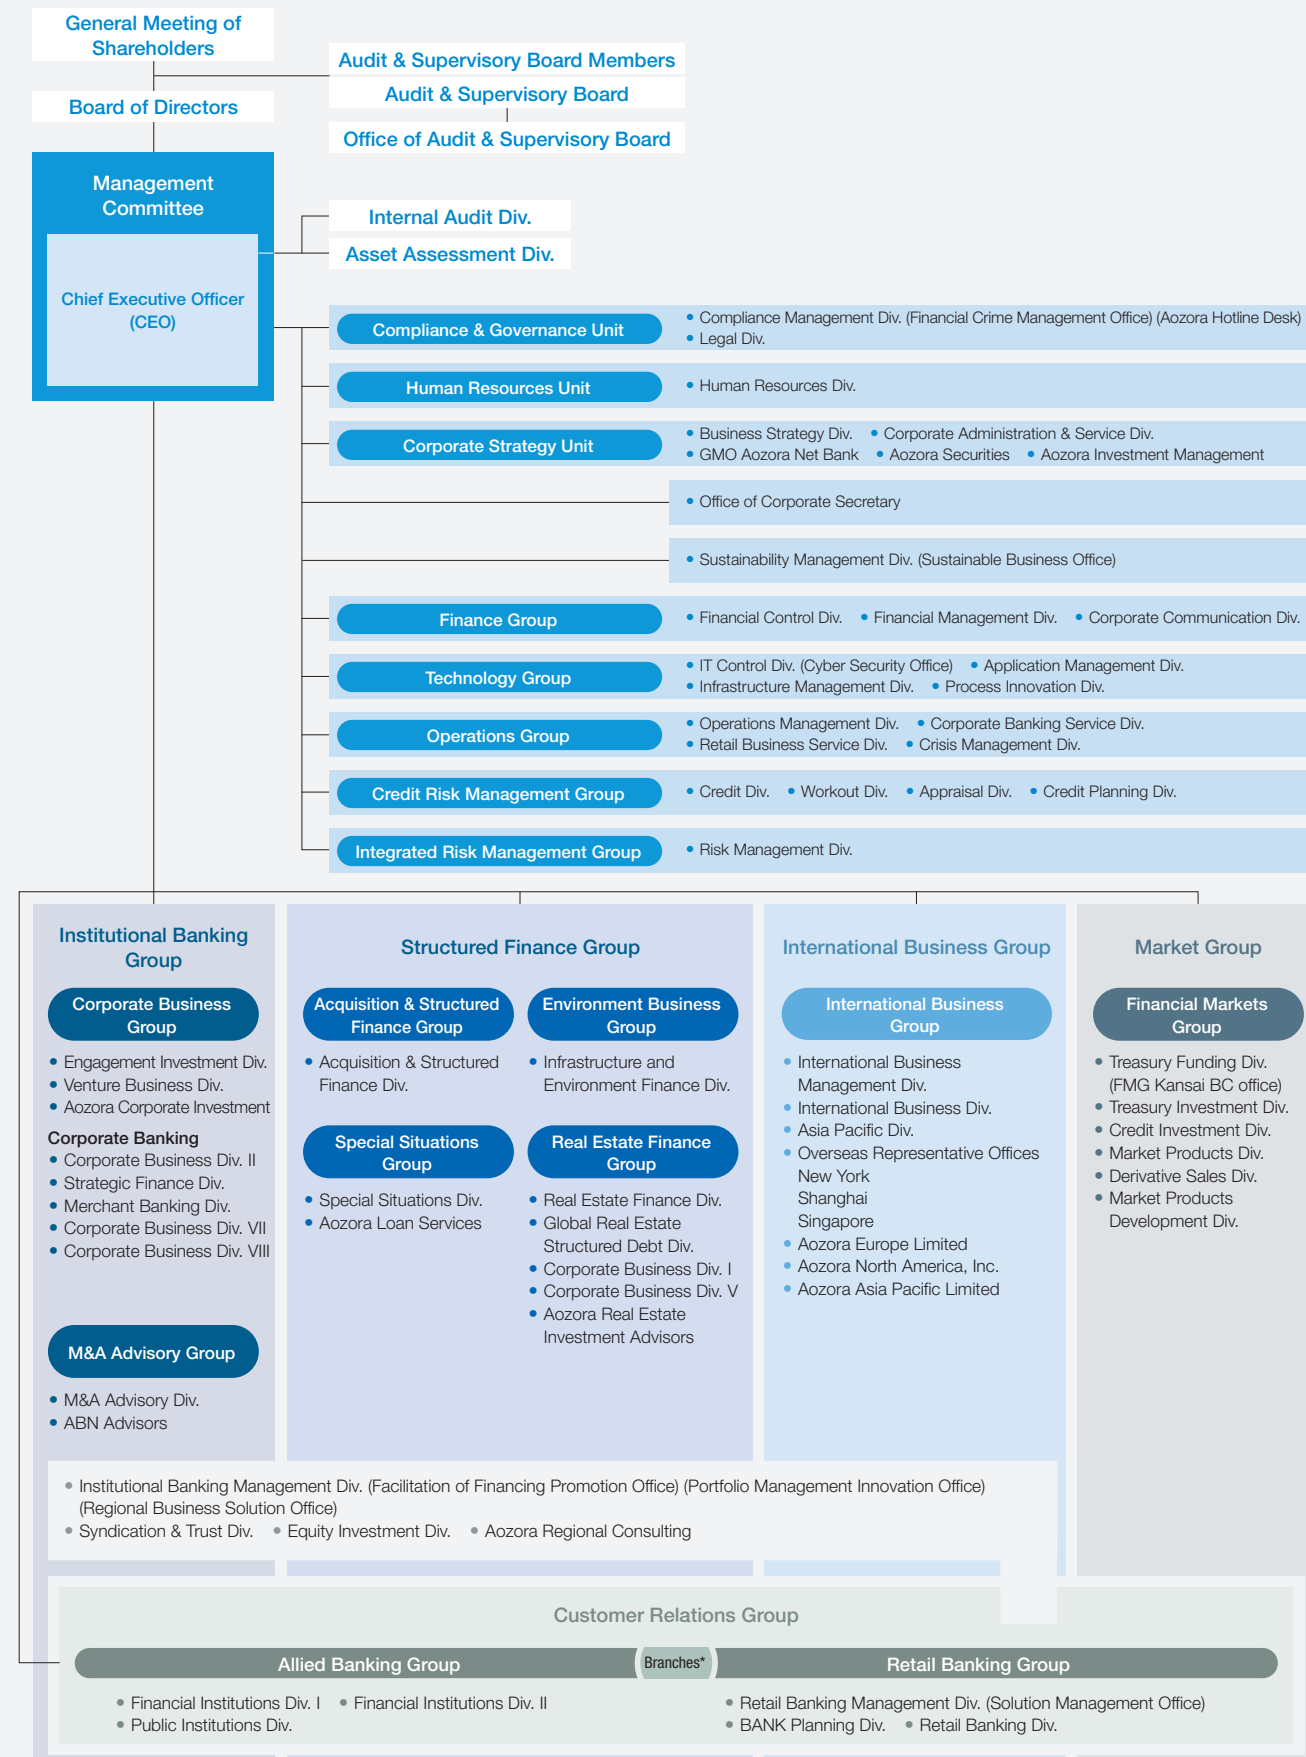 General Meeting of
Shareholders
Audit & Supervisory Board Members
Audit & Supervisory Board
Board of Directors
Office of Audit & Supervisory Board
Management
Committee
Chief Executive Officer
(CEO)
Internal Audit Div.
Asset Assessment Div.
Compliance & Governance Unit
• Compliance Management Div. (Financial Crime Management Office) (Aozora Hotline Desk)
• Legal Div.
Human Resources Unit
• Human Resources Div.
Corporate Strategy Unit
• Business Strategy Div. • Corporate Administration & Service Div.
• GMO Aozora Net Bank • Aozora Securities • Aozora Investment Management
• Office of Corporate Secretary
• Sustainability Management Div. (Sustainable Business Office)
Finance Group
• Financial Control Div. • Financial Management Div. • Corporate Communication Div.
Technology Group
• IT Control Div. (Cyber Security Office) • Application Management Div.
• Infrastructure Management Div. • Process Innovation Div.
Operations Group
• Operations Management Div. • Corporate Banking Service Div.
• Retail Business Service Div. • Crisis Management Div.
Credit Risk Management Group
• Credit Div. • Workout Div. • Appraisal Div. • Credit Planning Div.
Integrated Risk Management Group
• Risk Management Div.
Institutional Banking
Group
Corporate Business
Group
• Engagement Investment Div.
• Venture Business Div.
• Aozora Corporate Investment
Corporate Banking
• Corporate Business Div. II
• Strategic Finance Div.
• Merchant Banking Div.
• Corporate Business Div. VII
• Corporate Business Div. VIII
M&A Advisory Group
• M&A Advisory Div.
• ABN Advisors
Structured Finance Group
Acquisition & Structured
Finance Group
• Acquisition & Structured
Finance Div.
Environment Business
Group
• Infrastructure and
Environment Finance Div.
Special Situations
Group
• Special Situations Div.
• Aozora Loan Services
Real Estate Finance
Group
• Real Estate Finance Div.
• Global Real Estate
Structured Debt Div.
• Corporate Business Div. I
• Corporate Business Div. V
• Aozora Real Estate
Investment Advisors
International Business Group
International Business
Group
• International Business
Management Div.
• International Business Div.
• Asia Pacific Div.
• Overseas Representative Offices
New York
Shanghai
Singapore
• Aozora Europe Limited
• Aozora North America, Inc.
• Aozora Asia Pacific Limited
Market Group
Financial Markets
Group
• Treasury Funding Div.
(FMG Kansai BC office)
• Treasury Investment Div.
• Credit Investment Div.
• Market Products Div.
• Derivative Sales Div.
• Market Products
Development Div.
• Institutional Banking Management Div. (Facilitation of Financing Promotion Office) (Portfolio Management Innovation Office)
(Regional Business Solution Office)
• Syndication & Trust Div. • Equity Investment Div. • Aozora Regional Consulting
Customer Relations Group
Allied Banking Group
Branches*
Retail Banking Group
• Financial Institutions Div. I • Financial Institutions Div. II
• Public Institutions Div.
• Retail Banking Management Div. (Solution Management Office)
• BANK Planning Div. • Retail Banking Div.